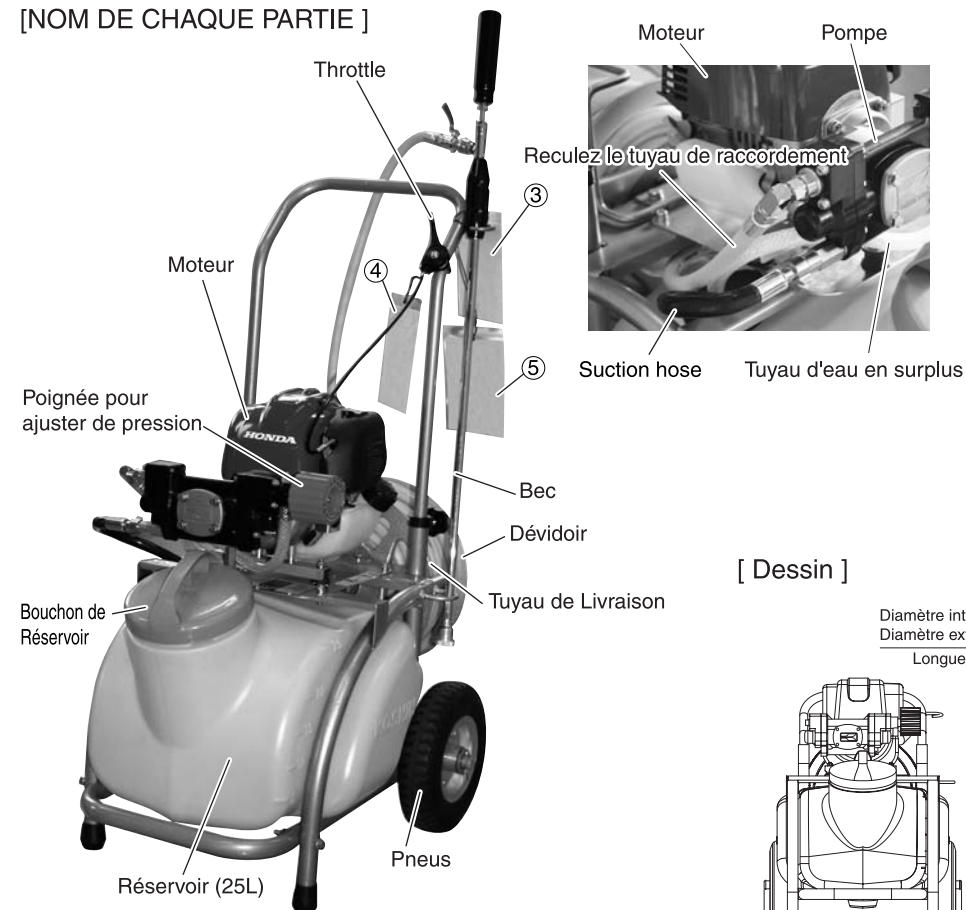 [NOM DE CHAQUE PARTIE ]
Throttle
③
④
Moteur
⑤
Poignée pour
ajuster de pression
HONDA
Bec
Dévidoir
Tuyau de Livraison
Bouchon de
Réservoir
Pneus
Réservoir (25L)
Moteur
Pompe
Reculez le tuyau de raccordement
Suction hose
Tuyau d'eau en surplus
[ Dessin ]
Diamètre int
Diamètre ex
Longue